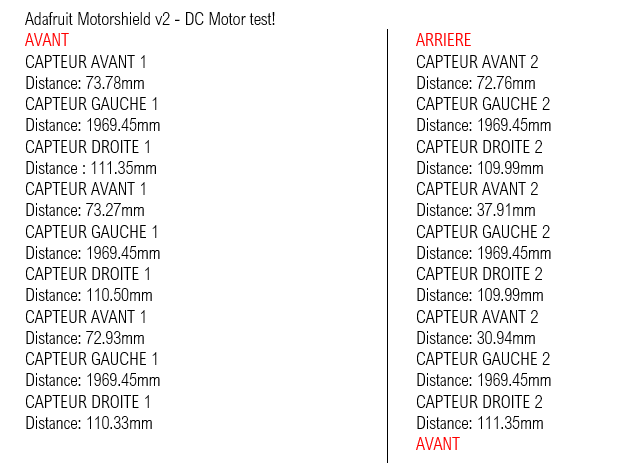 Adafruit Motorshield v2 - DC Motor test!
AVANT
CAPTEUR AVANT 1
Distance: 73.78mm
CAPTEUR GAUCHE 1
Distance: 1969.45mm
CAPTEUR DROITE 1
Distance : 111.35mm
CAPTEUR AVANT 1
Distance: 73.27mm
CAPTEUR GAUCHE 1
Distance: 1969.45mm
CAPTEUR DROITE 1
Distance: 110.50mm
CAPTEUR AVANT 1
Distance: 72.93mm
CAPTEUR GAUCHE 1
Distance: 1969.45mm
CAPTEUR DROITE 1
Distance: 110.33mm
ARRIERE
CAPTEUR AVANT 2
Distance: 72.76mm
CAPTEUR GAUCHE 2
Distance: 1969.45mm
CAPTEUR DROITE 2
Distance: 109.99mm
CAPTEUR AVANT 2
Distance: 37.91mm
CAPTEUR GAUCHE 2
Distance: 1969.45mm
CAPTEUR DROITE 2
Distance: 109.99mm
CAPTEUR AVANT 2
Distance: 30.94mm
CAPTEUR GAUCHE 2
Distance: 1969.45mm
CAPTEUR DROITE 2
Distance: 111.35mm
AVANT